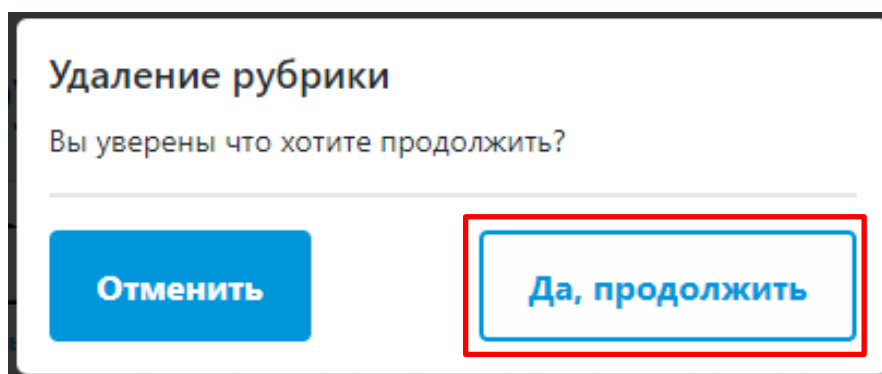 Удаление рубрики
Вы уверены что хотите продолжить?
Отменить
Да, продолжить